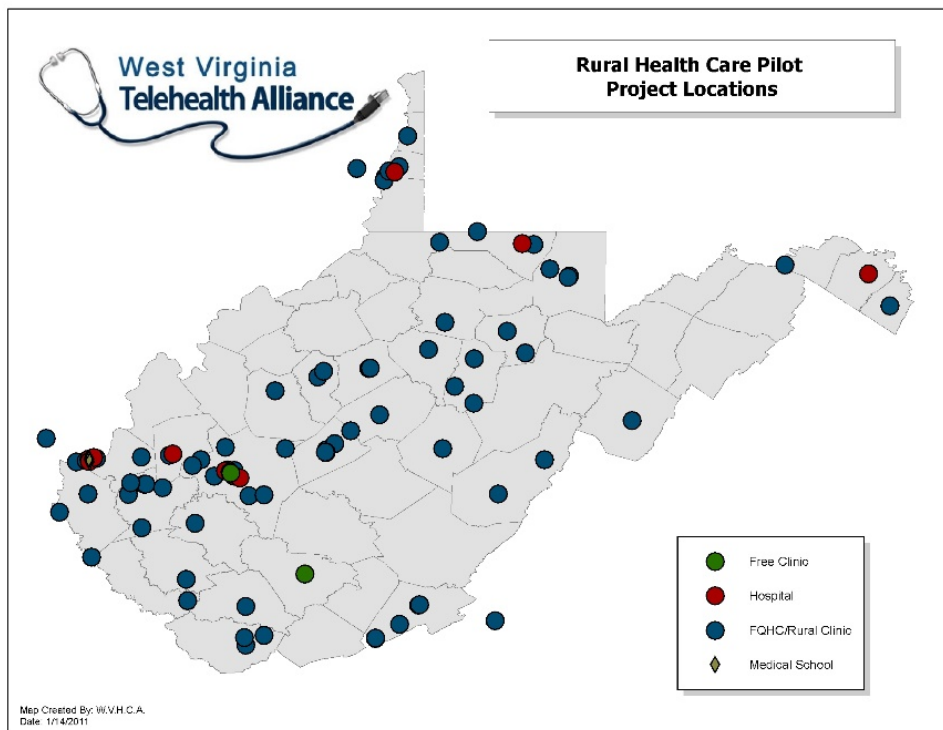 West Virginia
Telehealth Alliance
Rural Health Care Pilot
Project Locations
Free Clinic
Hospital
FQHC/Rural Clinic
Medical School
Map Created By: W.V.H.C.A.
Date: 1/14/2011